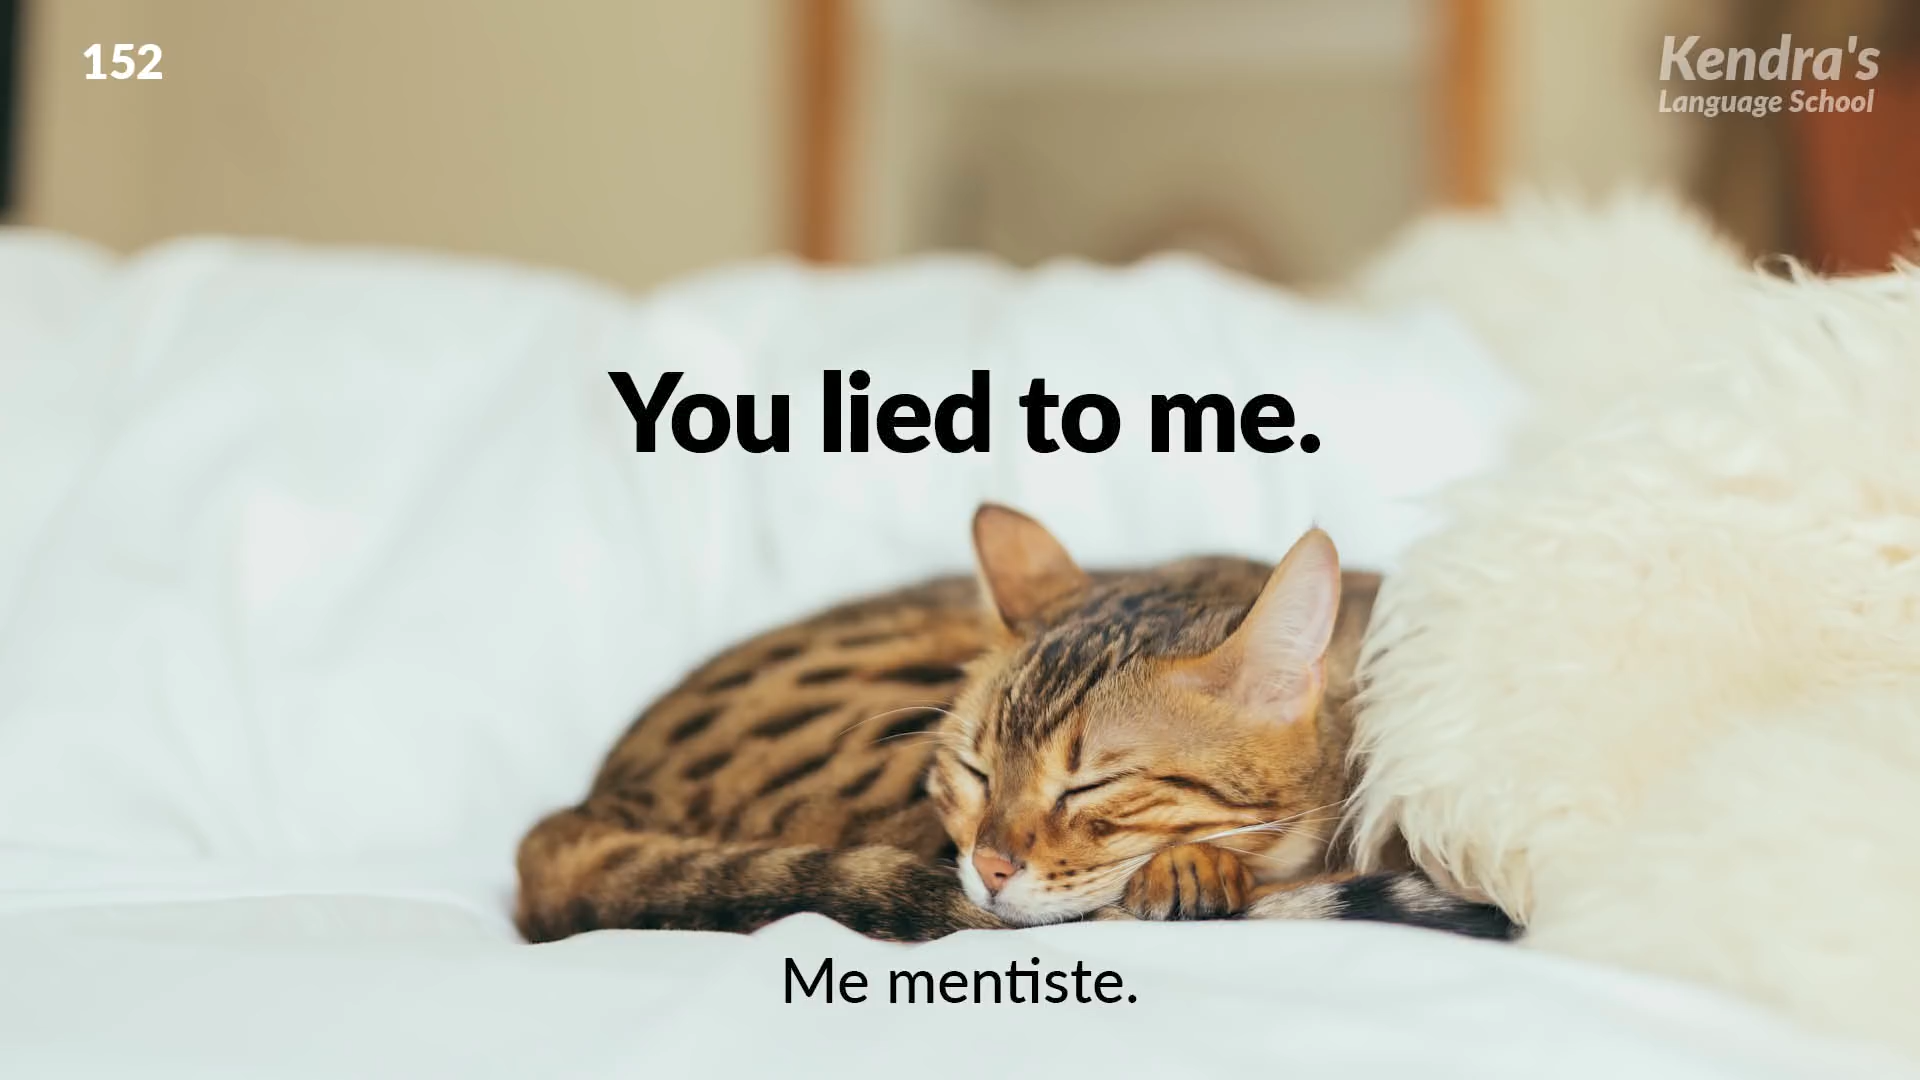 152
Kendra's
Language School
You lied to me.
Me mentiste.